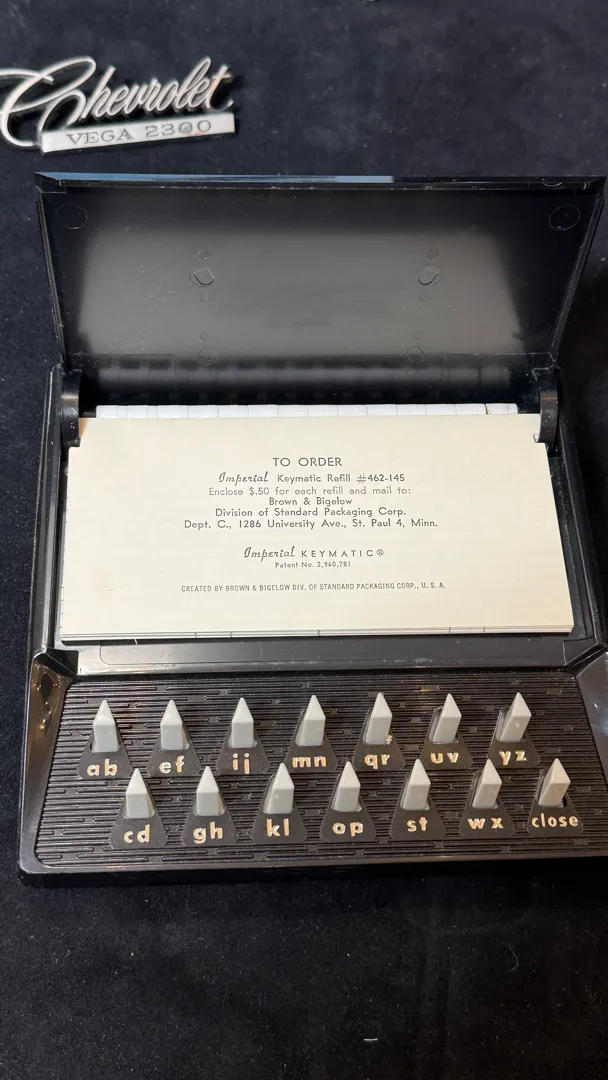 Chevrolet
VEGA 2300
TO ORDER
Imperial Keymatic Refill #462-145
Enclose $.50 for each refill and mail to:
Brown & Bigelow
Division of Standard Packaging Corp.
Dept. C., 1286 University Ave., St. Paul 4, Minn.
Imperial KEYMATIC®
Patent No. 2,960,781
CREATED BY BROWN & BIGELOW DIV. OF STANDARD PACKAGING CORP., U. S. A.
ab ef ij mn qr uv yz
cd gh kl op st wx close